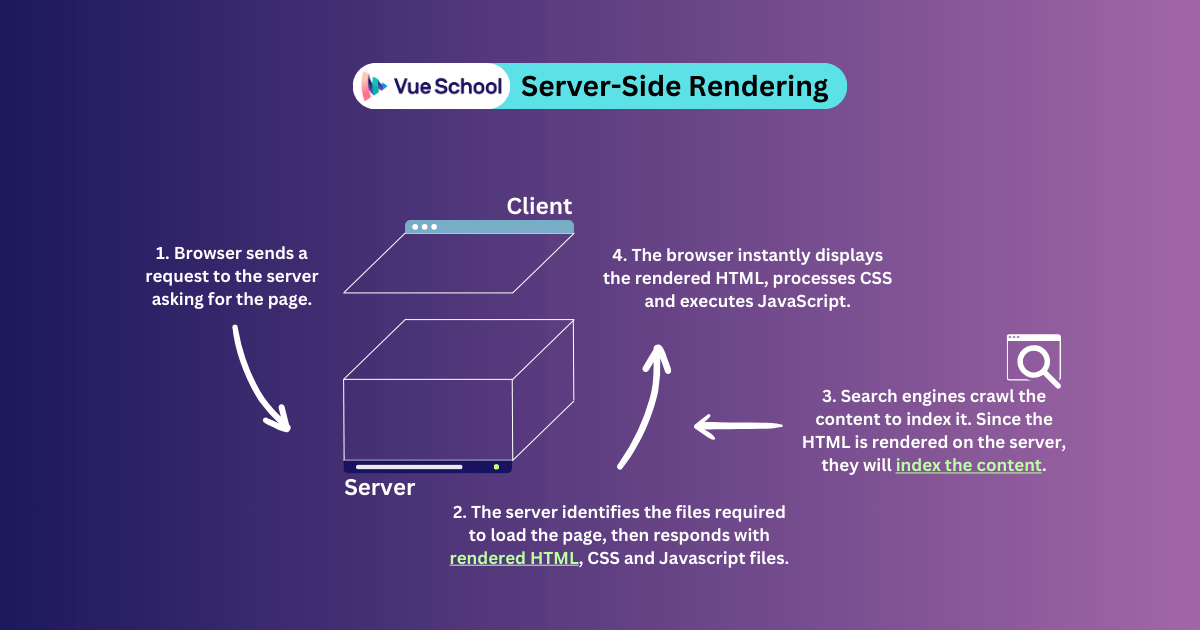 Vue School Server-Side Rendering
Client
1. Browser sends a
request to the server
asking for the page.
4. The browser instantly displays
the rendered HTML, processes CSS
and executes JavaScript.
3. Search engines crawl the
content to index it. Since the
HTML is rendered on the server,
they will index the content.
Server
2. The server identifies the files required
to load the page, then responds with
rendered HTML, CSS and Javascript files.